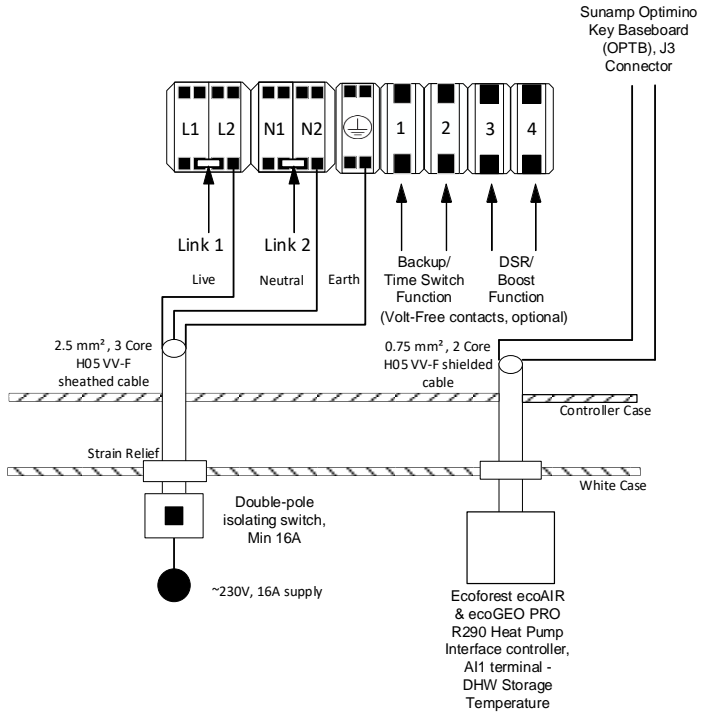 Sunamp Optimino
Key Baseboard
(OPTB), J3
Connector
L1 L2 N1 N2 1 2 3 4
Link 1
Link 2
Live
Neutral
Earth
Backup/
Time Switch
Function
DSR/
Boost
Function
(Volt-Free contacts, optional)
2.5 mm², 3 Core
H05 VV-F
sheathed cable
0.75 mm², 2 Core
H05 VV-F shielded
cable
Controller Case
Strain Relief
White Case
Double-pole
isolating switch,
Min 16A
~230V, 16A supply
Ecoforest ecoAIR
& ecoGEO PRO
R290 Heat Pump
Interface controller,
AI1 terminal -
DHW Storage
Temperature